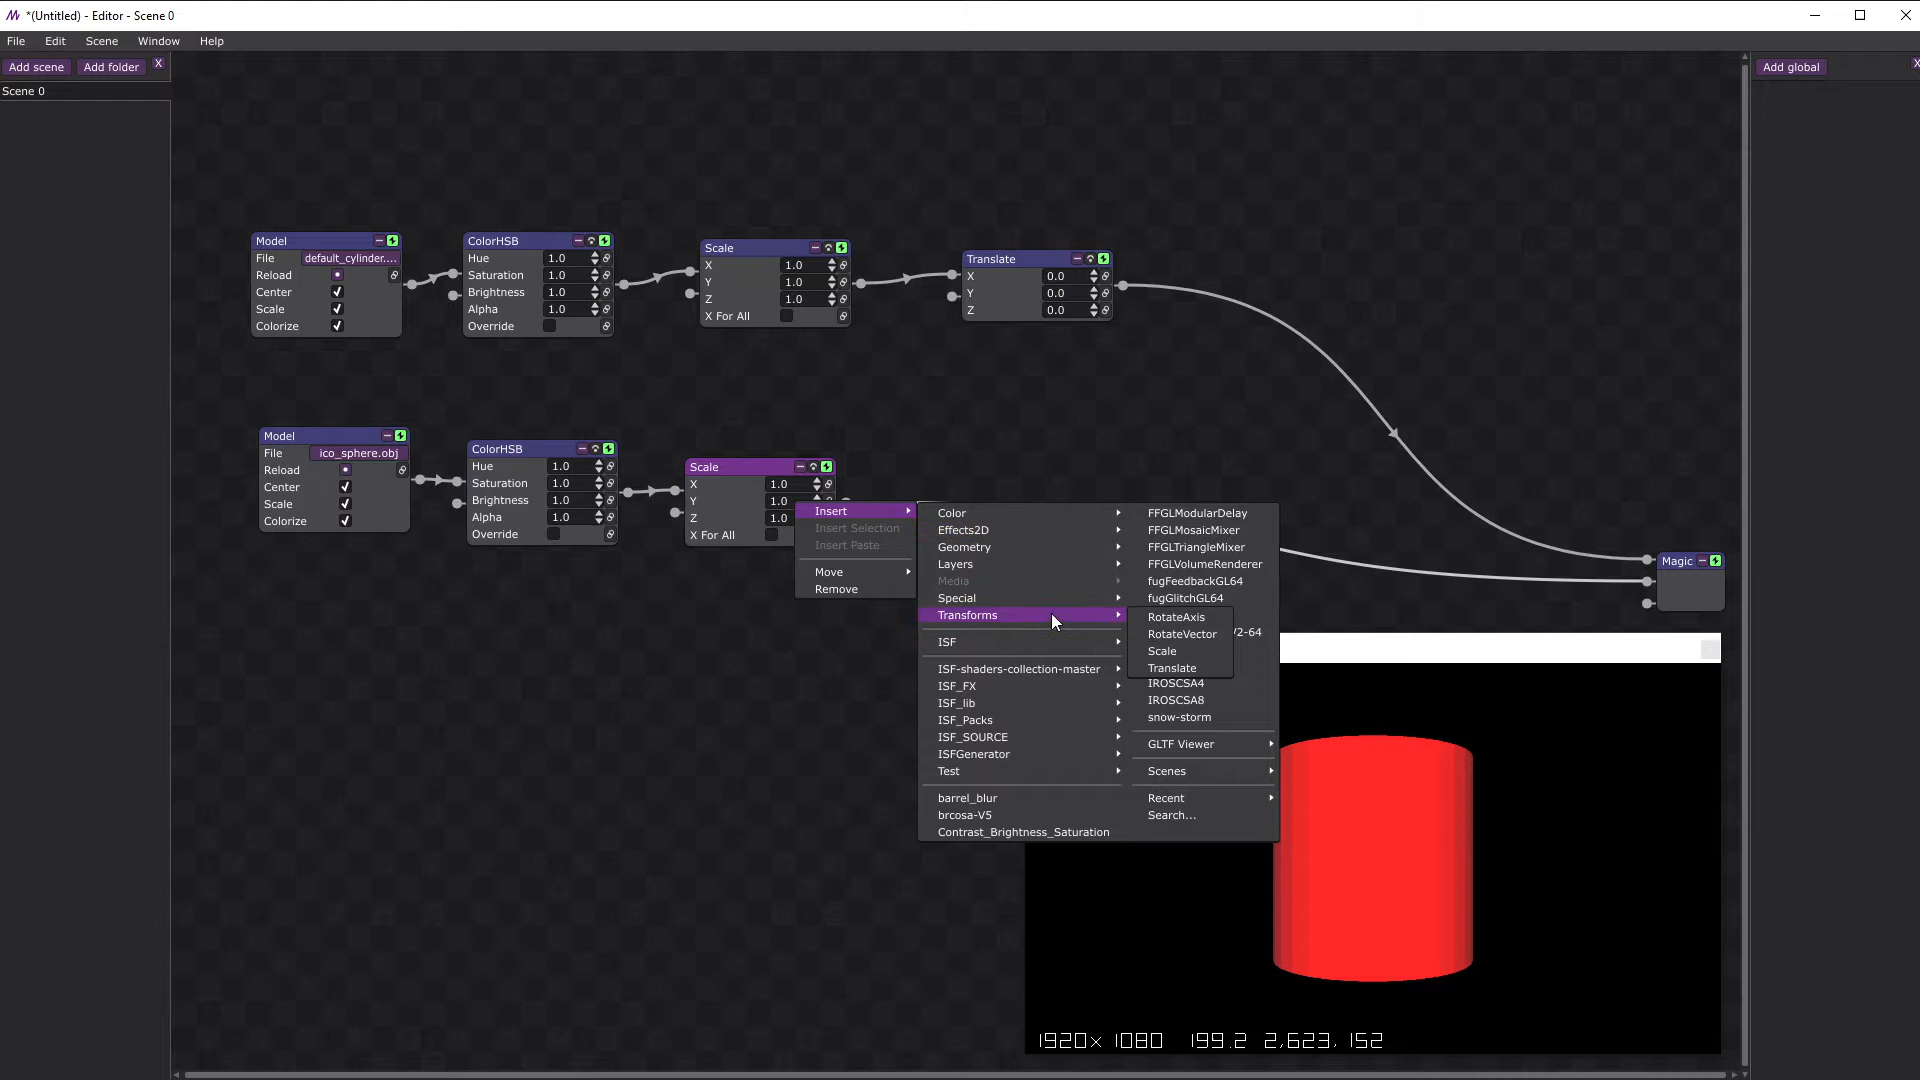 *(Untitled) - Editor - Scene 0
File Edit Scene Window Help
Add scene Add folder X
Add global X
Scene 0
Model
File default_cylinder....
Reload
Center
Scale
Colorize
ColorHSB
Hue 1.0
Saturation 1.0
Brightness 1.0
Alpha 1.0
Override
Scale
X 1.0
Y 1.0
Z 1.0
X For All
Translate
X 0.0
Y 0.0
Z 0.0
Model
File ico_sphere.obj
Reload
Center
Scale
Colorize
ColorHSB
Hue 1.0
Saturation 1.0
Brightness 1.0
Alpha 1.0
Override
Scale
X 1.0
Y 1.0
Z 1.0
X For All
Insert
Insert Selection
Insert Paste
Move
Remove
Color
Effects2D
Geometry
Layers
Media
Special
Transforms
ISF
ISF-shaders-collection-master
ISF_FX
ISF_lib
ISF_Packs
ISF_SOURCE
ISFGenerator
Test
barrel_blur
brcosa-V5
Contrast_Brightness_Saturation
FFGLModularDelay
FFGLMosaicMixer
FFGLTriangleMixer
FFGLVolumeRenderer
fugFeedbackGL64
fugGlitchGL64
RotateAxis
RotateVector
Scale
Translate
V2-64
IROSCSA4
IROSCSA8
snow-storm
GLTF Viewer
Scenes
Recent
Search...
Magic
1920x 1080 199.2 2,623,152